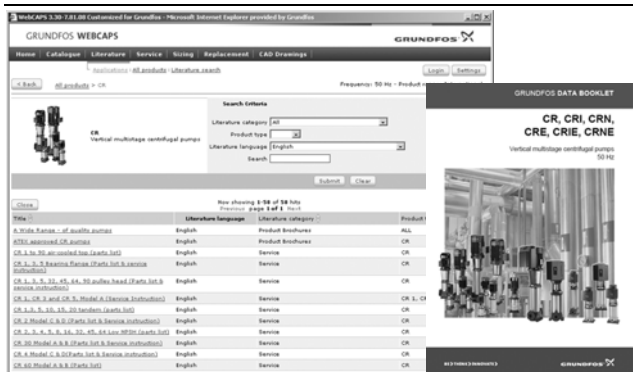 WebCAPS 3.30-7.01.08 Customized for Grundfos - Microsoft Internet Explorer provided by Grundfos
GRUNDFOS WEBCAPS
GRUNDFOS
Home Catalogue Literature Service Sizing Replacement CAD Drawings
Applications · All products · Literature search
Login Settings
< Back All products > CR
Frequency: 50 Hz - Product
CR
Vertical multistage centrifugal pumps
Search Criteria
Literature category All
Product type
Literature language English
Search
Submit Clear
Close
Now showing 1-58 of 58 hits
Previous page 1 of 1 Next
Title Literature language Literature category Product
A Wide Range - of quality pumps English Product Brochures ALL
ATEX approved CR pumps English Product Brochures CR
CR 1 to 90 air-cooled top (parts list) English Service CR
CR 1, 3, 5 Bearing flange (Parts list & service
instruction) English Service CR
CR 1, 3, 5, 32, 45, 64, 90 pullies head (Parts list &
service instruction) English Service CR
CR 1, CR 3 and CR 5, Model A (Service Instruction) English Service CR 1, CR
CR 1,3, 5, 10, 15, 20 tandem (parts list) English Service CR
CR 2 Model C & D (Parts list & Service instruction) English Service CR
CR 2, 3, 4, 5, 8, 16, 32, 45, 64 Low NPSH (parts list) English Service CR
CR 30 Model A & B (Parts list & Service instruction) English Service CR
CR 4 Model C & D(Parts list & Service instruction) English Service CR
CR 60 Model A & B (Parts list) English Service CR
GRUNDFOS DATA BOOKLET
CR, CRI, CRN,
CRE, CRIE, CRNE
Vertical multistage centrifugal pumps
50 Hz
BE > THINK > INNOVATE >
GRUNDFOS